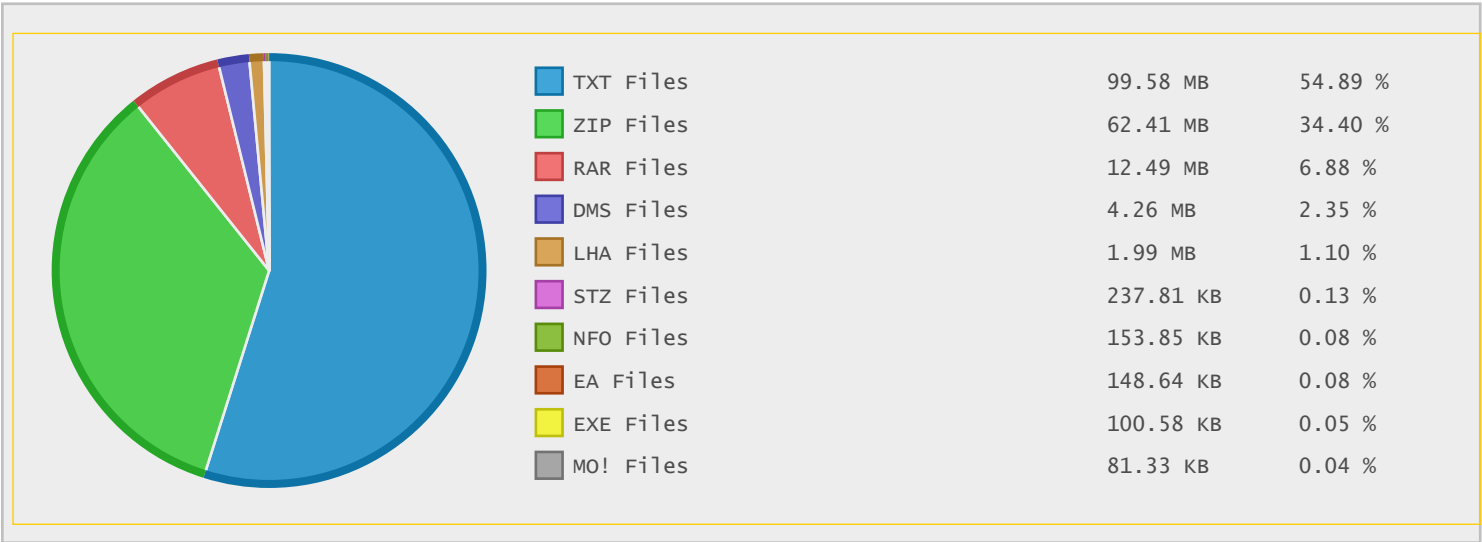 TXT Files 99.58 MB 54.89 %
ZIP Files 62.41 MB 34.40 %
RAR Files 12.49 MB 6.88 %
DMS Files 4.26 MB 2.35 %
LHA Files 1.99 MB 1.10 %
STZ Files 237.81 KB 0.13 %
NFO Files 153.85 KB 0.08 %
EA Files 148.64 KB 0.08 %
EXE Files 100.58 KB 0.05 %
MO! Files 81.33 KB 0.04 %